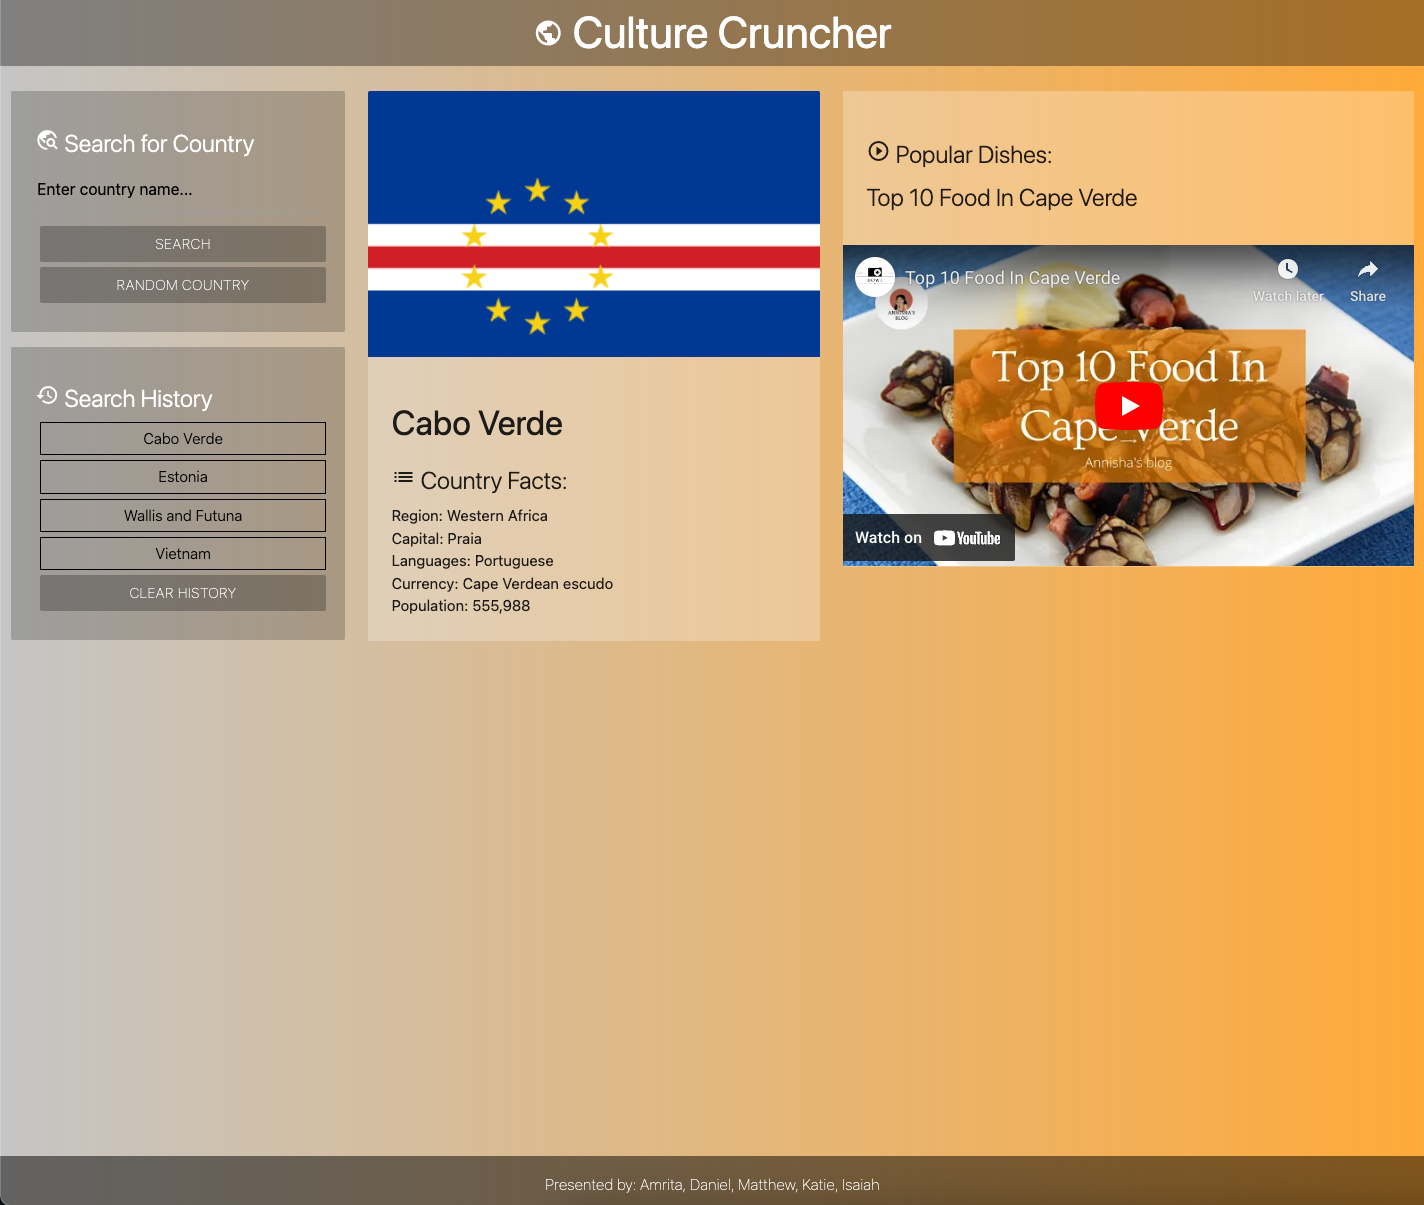 Culture Cruncher
Search for Country
Enter country name...
SEARCH
RANDOM COUNTRY
Search History
Cabo Verde
Estonia
Wallis and Futuna
Vietnam
CLEAR HISTORY
Cabo Verde
Country Facts:
Region: Western Africa
Capital: Praia
Languages: Portuguese
Currency: Cape Verdean escudo
Population: 555,988
Popular Dishes:
Top 10 Food In Cape Verde
Top 10 Food In Cape Verde
Watch later
Share
ANNISHA'S
BLOG
Top 10 Food In
Cape Verde
Annisha's blog
Watch on YouTube
Presented by: Amrita, Daniel, Matthew, Katie, Isaiah